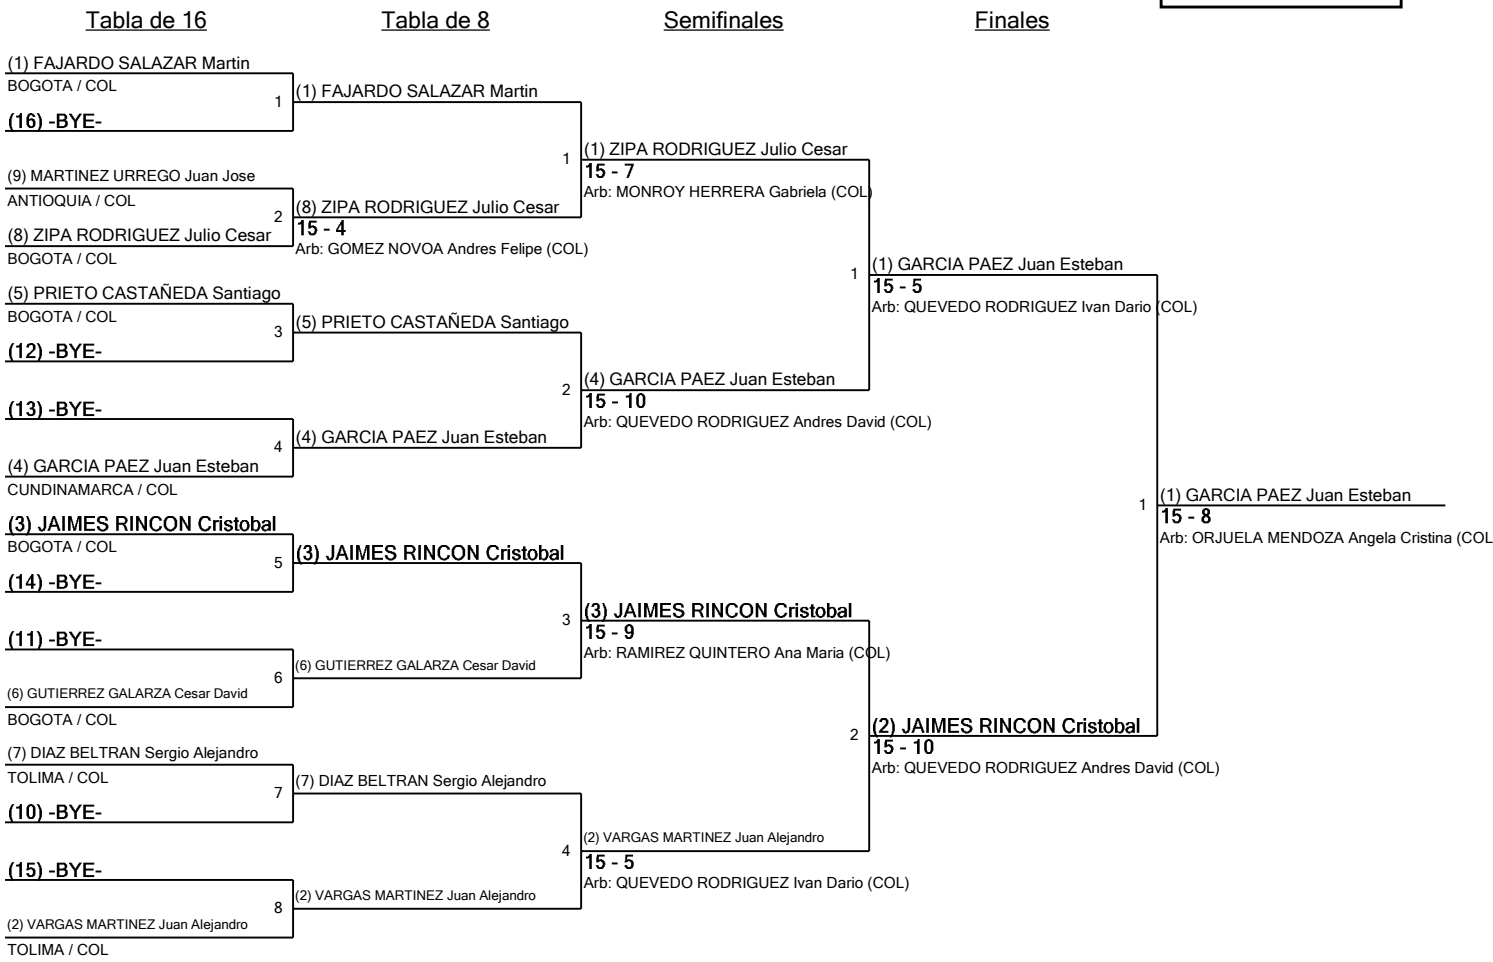 Tabla de 16
Tabla de 8
Semifinales
Finales
(1) FAJARDO SALAZAR Martin
BOGOTA / COL
1
(16) -BYE-
(9) MARTINEZ URREGO Juan Jose
ANTIOQUIA / COL
2
(8) ZIPA RODRIGUEZ Julio Cesar
BOGOTA / COL
(5) PRIETO CASTAÑEDA Santiago
BOGOTA / COL
3
(12) -BYE-
(13) -BYE-
4
(4) GARCIA PAEZ Juan Esteban
CUNDINAMARCA / COL
(3) JAIMES RINCON Cristobal
BOGOTA / COL
5
(14) -BYE-
(11) -BYE-
6
(6) GUTIERREZ GALARZA Cesar David
BOGOTA / COL
(7) DIAZ BELTRAN Sergio Alejandro
TOLIMA / COL
7
(10) -BYE-
(15) -BYE-
8
(2) VARGAS MARTINEZ Juan Alejandro
TOLIMA / COL
(1) FAJARDO SALAZAR Martin
1
(8) ZIPA RODRIGUEZ Julio Cesar
15 - 4
Arb: GOMEZ NOVOA Andres Felipe (COL)
(5) PRIETO CASTAÑEDA Santiago
2
(4) GARCIA PAEZ Juan Esteban
(3) JAIMES RINCON Cristobal
3
(6) GUTIERREZ GALARZA Cesar David
(7) DIAZ BELTRAN Sergio Alejandro
4
(2) VARGAS MARTINEZ Juan Alejandro
(1) ZIPA RODRIGUEZ Julio Cesar
15 - 7
Arb: MONROY HERRERA Gabriela (COL)
1
(4) GARCIA PAEZ Juan Esteban
15 - 10
Arb: QUEVEDO RODRIGUEZ Andres David (COL)
(3) JAIMES RINCON Cristobal
15 - 9
Arb: RAMIREZ QUINTERO Ana Maria (COL)
2
(2) VARGAS MARTINEZ Juan Alejandro
15 - 5
Arb: QUEVEDO RODRIGUEZ Ivan Dario (COL)
(1) GARCIA PAEZ Juan Esteban
15 - 5
Arb: QUEVEDO RODRIGUEZ Ivan Dario (COL)
1
(2) JAIMES RINCON Cristobal
15 - 10
Arb: QUEVEDO RODRIGUEZ Andres David (COL)
(1) GARCIA PAEZ Juan Esteban
15 - 8
Arb: ORJUELA MENDOZA Angela Cristina (COL